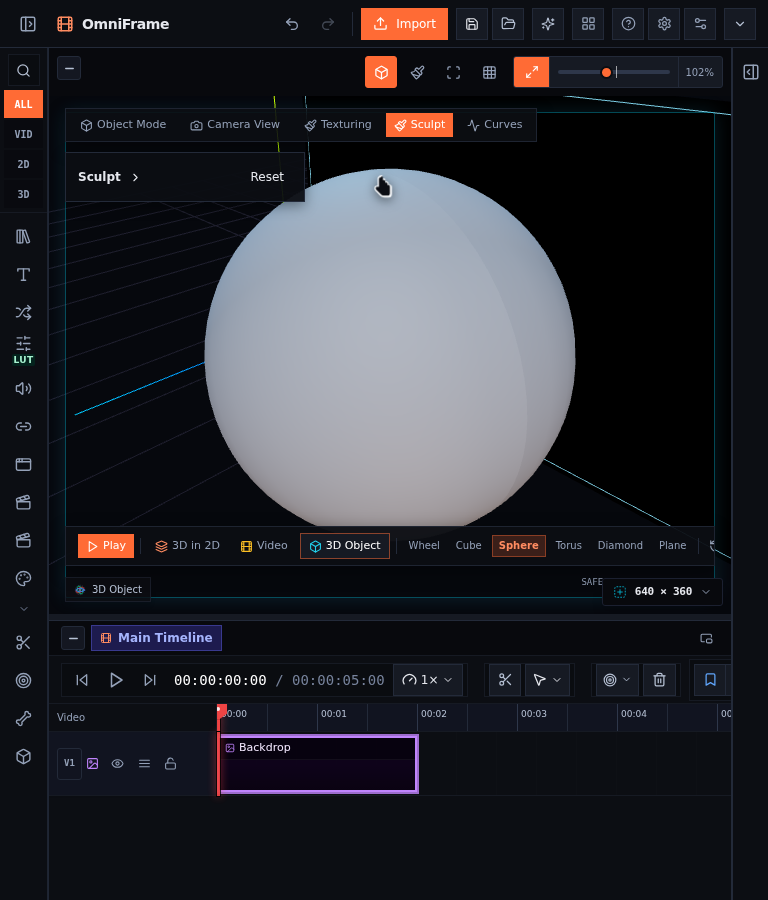 OmniFrame
Import
102%
ALL
VID
2D
3D
LUT
Object Mode
Camera View
Texturing
Sculpt
Curves
Sculpt
Reset
Play
3D in 2D
Video
3D Object
Wheel
Cube
Sphere
Torus
Diamond
Plane
3D Object
SAFE
640 × 360
Main Timeline
00:00:00:00 / 00:00:05:00
1×
Video
00:00
00:01
00:02
00:03
00:04
V1
Backdrop